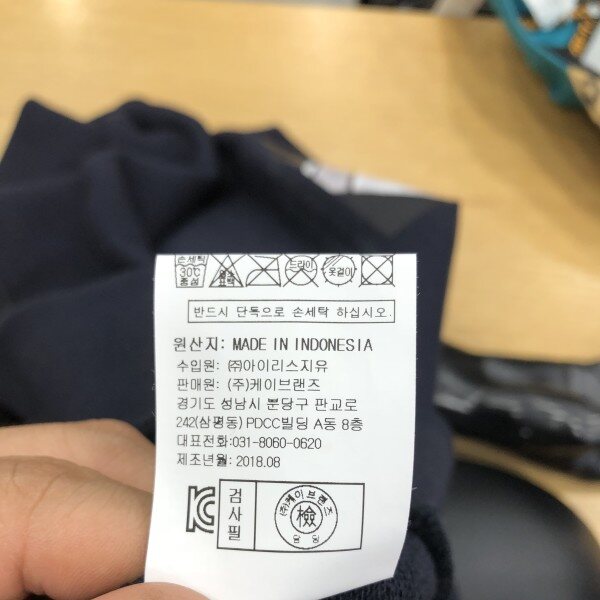 손세탁
30℃
중성
염소
표백
드라이
옷걸이
반드시 단독으로 손세탁 하십시오.
원산지: MADE IN INDONESIA
수입원: ㈜아이리스지유
판매원: (주)케이브랜즈
경기도 성남시 분당구 판교로
242(삼평동) PDCC빌딩 A동 8층
대표전화:031-8060-0620
제조년월: 2018.08
검사필
(주)케이브랜즈
檢